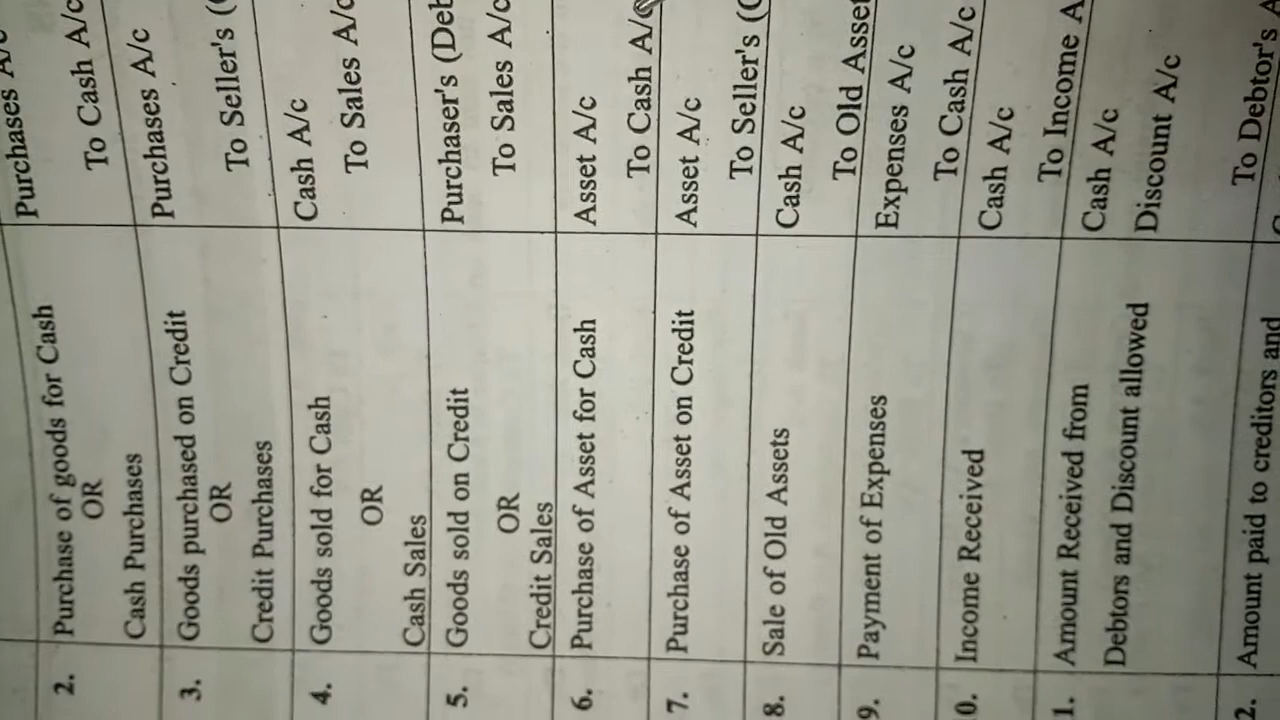 Purchases A/c
2. Purchase of goods for Cash Purchases A/c
OR To Cash A/c
Cash Purchases
3. Goods purchased on Credit Purchases A/c
OR
Credit Purchases To Seller's
4. Goods sold for Cash Cash A/c
OR To Sales A/c
Cash Sales
5. Goods sold on Credit Purchaser's
OR To Sales A/c
Credit Sales
6. Purchase of Asset for Cash Asset A/c
To Cash A/c
7. Purchase of Asset on Credit Asset A/c
To Seller's
8. Sale of Old Assets Cash A/c
To Old Asset
9. Payment of Expenses Expenses A/c
To Cash A/c
0. Income Received Cash A/c
To Income A
1. Amount Received from Cash A/c
Debtors and Discount allowed Discount A/c
To Debtor's A
2. Amount paid to creditors and